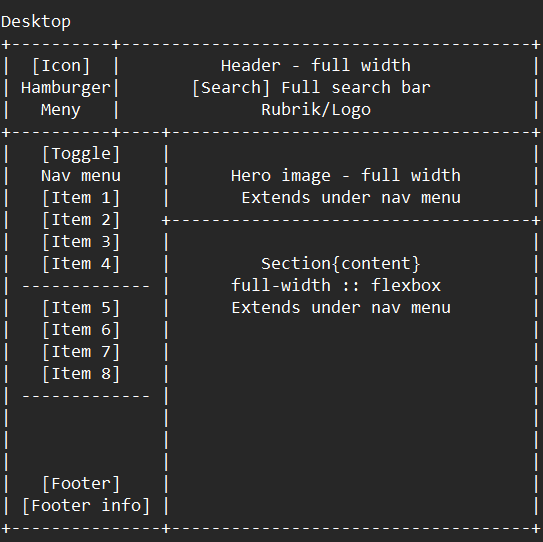 Desktop
[Icon] Header - full width
Hamburger [Search] Full search bar
Meny Rubrik/Logo
[Toggle]
Nav menu Hero image - full width
[Item 1] Extends under nav menu
[Item 2]
[Item 3]
[Item 4] Section{content}
------------- full-width :: flexbox
[Item 5] Extends under nav menu
[Item 6]
[Item 7]
[Item 8]
-------------
[Footer]
[Footer info]